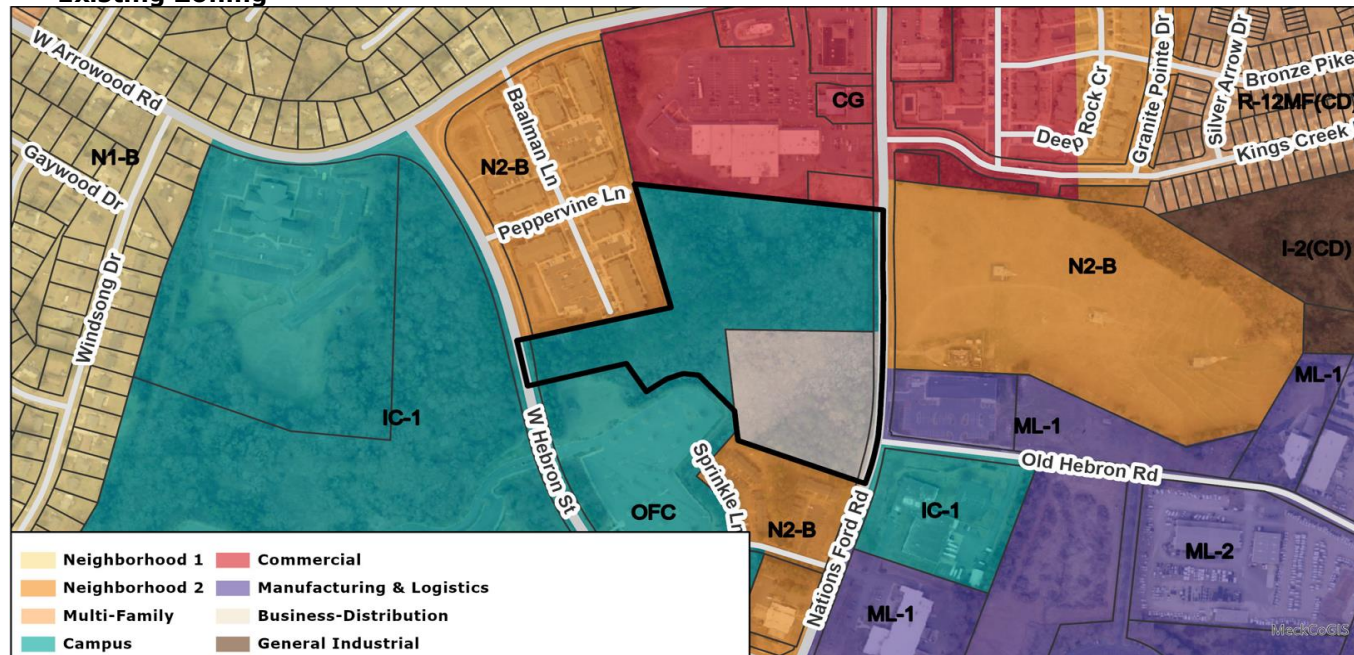 Existing Zoning
W Arrowood Rd
Gaywood Dr
N1-B
Windsong Dr
IC-1
N2-B
Baalman Ln
Peppervine Ln
W Hebron St
OFC
Sprinkle Ln
N2-B
Nations Ford Rd
CG
Deep Rock Cr
Granite Pointe Dr
Silver Arrow Dr
Bronze Pike
R-12MF(CD)
Kings Creek
I-2(CD)
N2-B
ML-1
ML-1
Old Hebron Rd
IC-1
ML-2
ML-1
MeckCoGIS
Neighborhood 1
Neighborhood 2
Multi-Family
Campus
Commercial
Manufacturing & Logistics
Business-Distribution
General Industrial